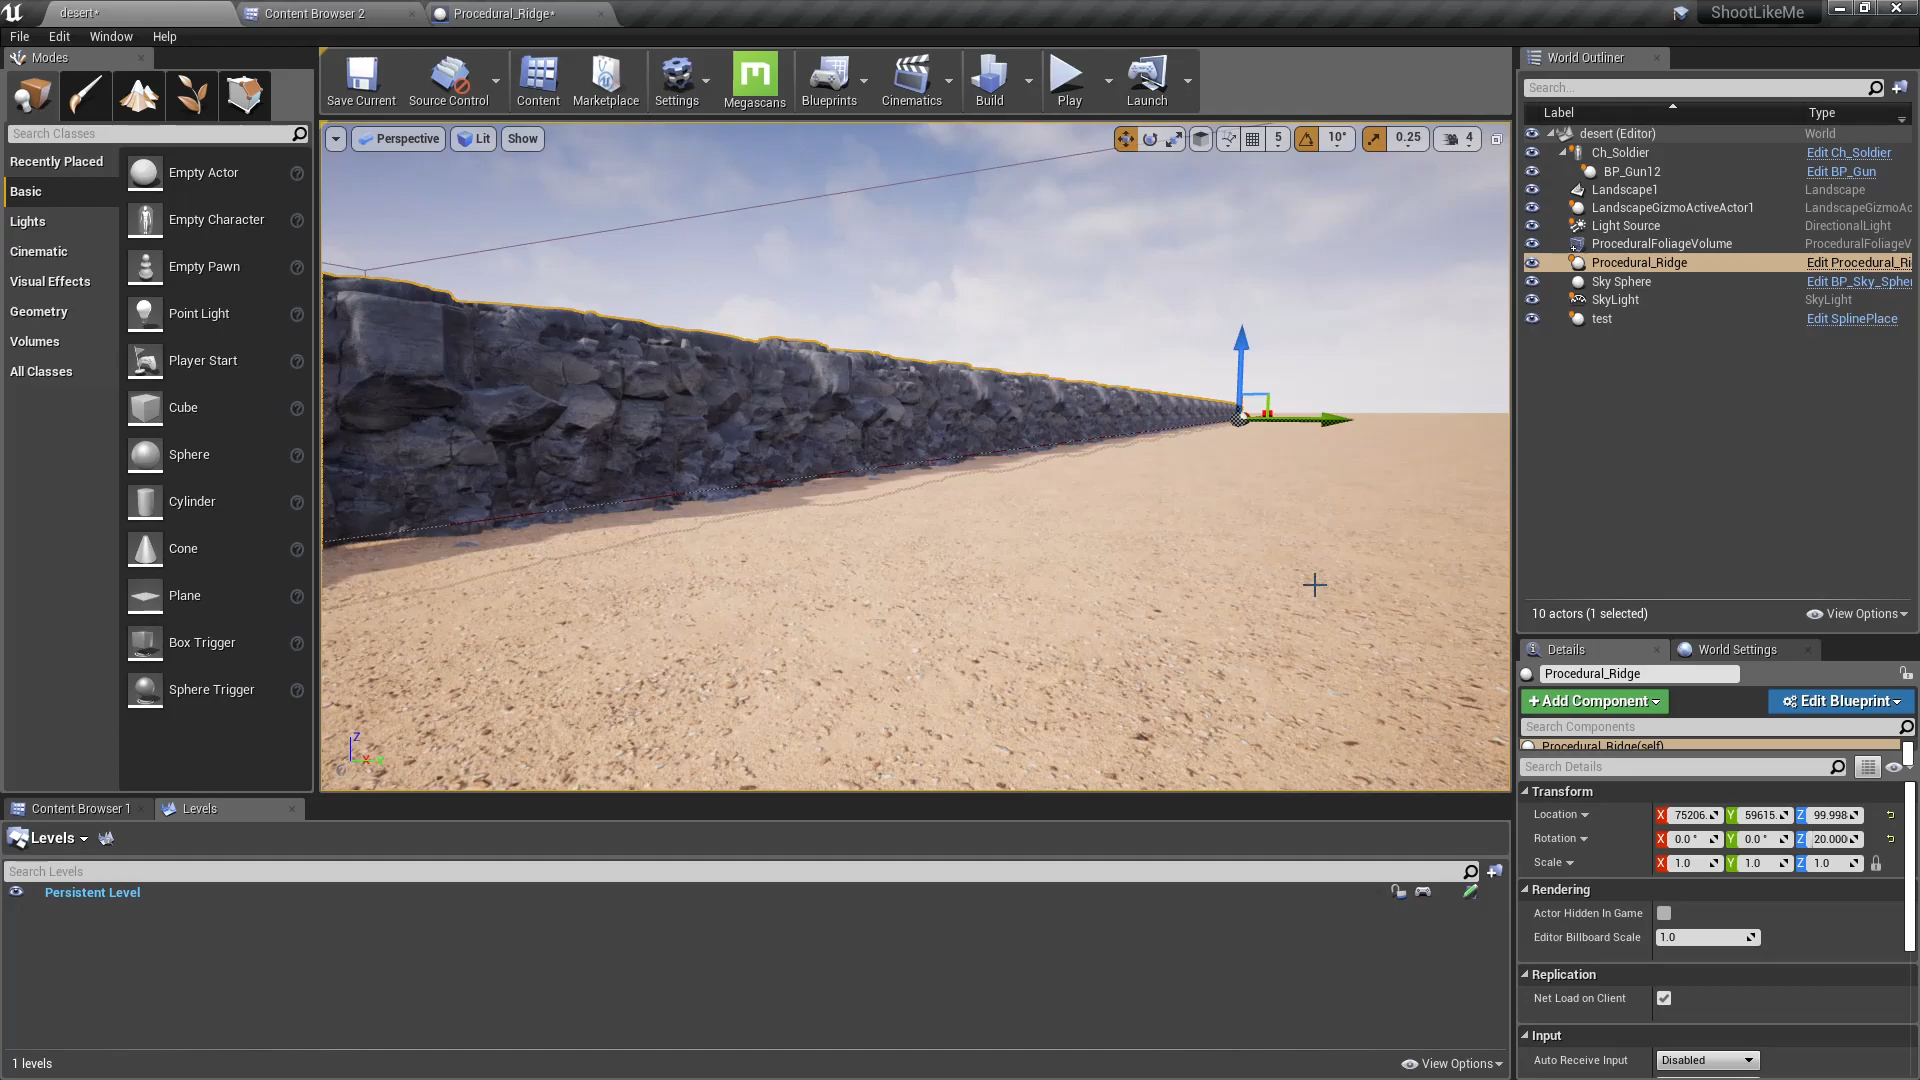 desert*
Content Browser 2
Procedural_Ridge*
ShootLikeMe
File Edit Window Help
Modes
Search Classes
Recently Placed
Basic
Lights
Cinematic
Visual Effects
Geometry
Volumes
All Classes
Empty Actor
Empty Character
Empty Pawn
Point Light
Player Start
Cube
Sphere
Cylinder
Cone
Plane
Box Trigger
Sphere Trigger
Save Current
Source Control
Content
Marketplace
Settings
Megascans
Blueprints
Cinematics
Build
Play
Launch
Perspective
Lit
Show
5
10°
0.25
4
Z
X
Y
World Outliner
Search...
Label Type
desert (Editor) World
Ch_Soldier Edit Ch_Soldier
BP_Gun12 Edit BP_Gun
Landscape1 Landscape
LandscapeGizmoActiveActor1 LandscapeGizmoAc
Light Source DirectionalLight
ProceduralFoliageVolume ProceduralFoliageV
Procedural_Ridge Edit Procedural_Ri
Sky Sphere Edit BP_Sky_Spher
SkyLight SkyLight
test Edit SplinePlace
10 actors (1 selected)
View Options
Details
World Settings
Procedural_Ridge
+Add Component
Edit Blueprint
Search Components
Procedural_Ridge(self)
Search Details
Transform
Location X 75206. Y 59615. Z 99.998
Rotation X 0.0 ° Y 0.0 ° Z 20.000
Scale X 1.0 Y 1.0 Z 1.0
Rendering
Actor Hidden In Game
Editor Billboard Scale 1.0
Replication
Net Load on Client
Input
Auto Receive Input Disabled
Content Browser 1
Levels
Levels
Search Levels
Persistent Level
1 levels
View Options